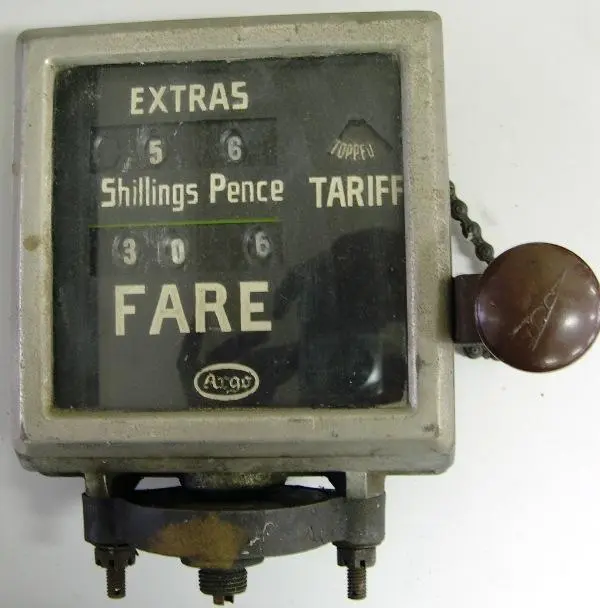 EXTRAS
5 6
Shillings Pence
TARIFF
3 0 6
FARE
Argo